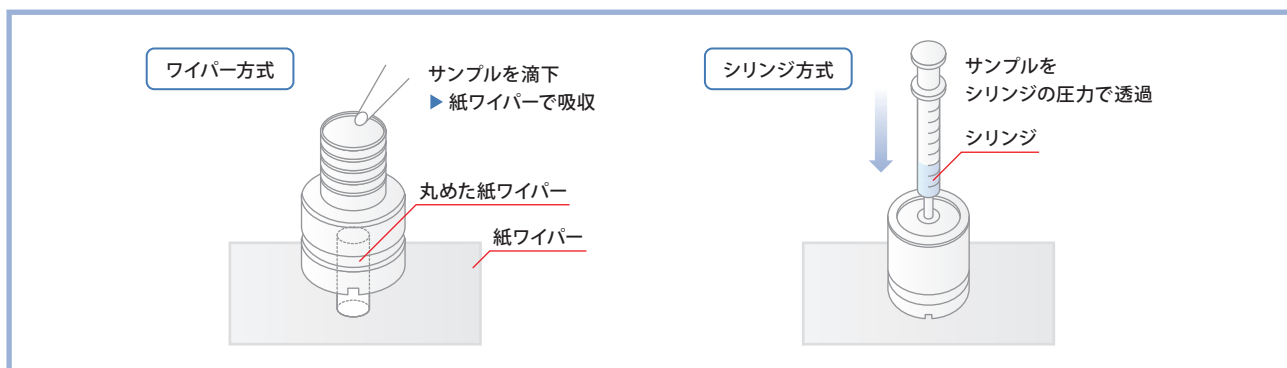 ワイパー方式
サンプルを滴下
▶ 紙ワイパーで吸収
丸めた紙ワイパー
紙ワイパー
シリンジ方式
サンプルを
シリンジの圧力で透過
シリンジ